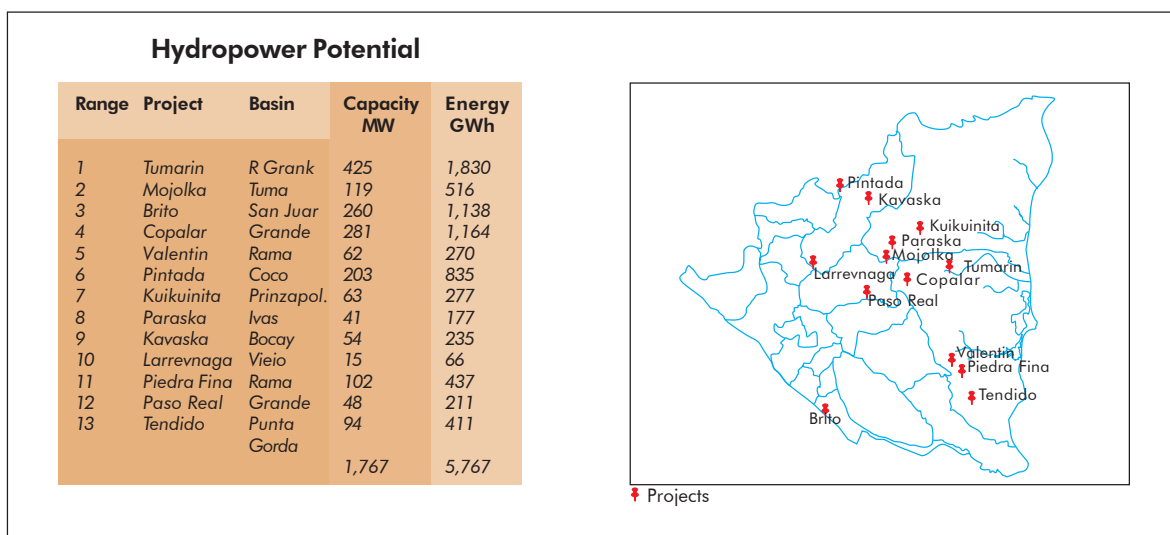 Hydropower Potential
Range Project Basin Capacity MW Energy GWh
1 Tumarin R Grank 425 1,830
2 Mojolka Tuma 119 516
3 Brito San Juar 260 1,138
4 Copalar Grande 281 1,164
5 Valentin Rama 62 270
6 Pintada Coco 203 835
7 Kuikuinita Prinzapol. 63 277
8 Paraska Ivas 41 177
9 Kavaska Bocay 54 235
10 Larrevnaga Vieio 15 66
11 Piedra Fina Rama 102 437
12 Paso Real Grande 48 211
13 Tendido Punta Gorda 94 411
1,767 5,767
Pintada
Kavaska
Kuikuinita
Paraska
Mojolka
Tumarin
Larrevnaga
Copalar
Paso Real
Valentin
Piedra Fina
Tendido
Brito
Projects